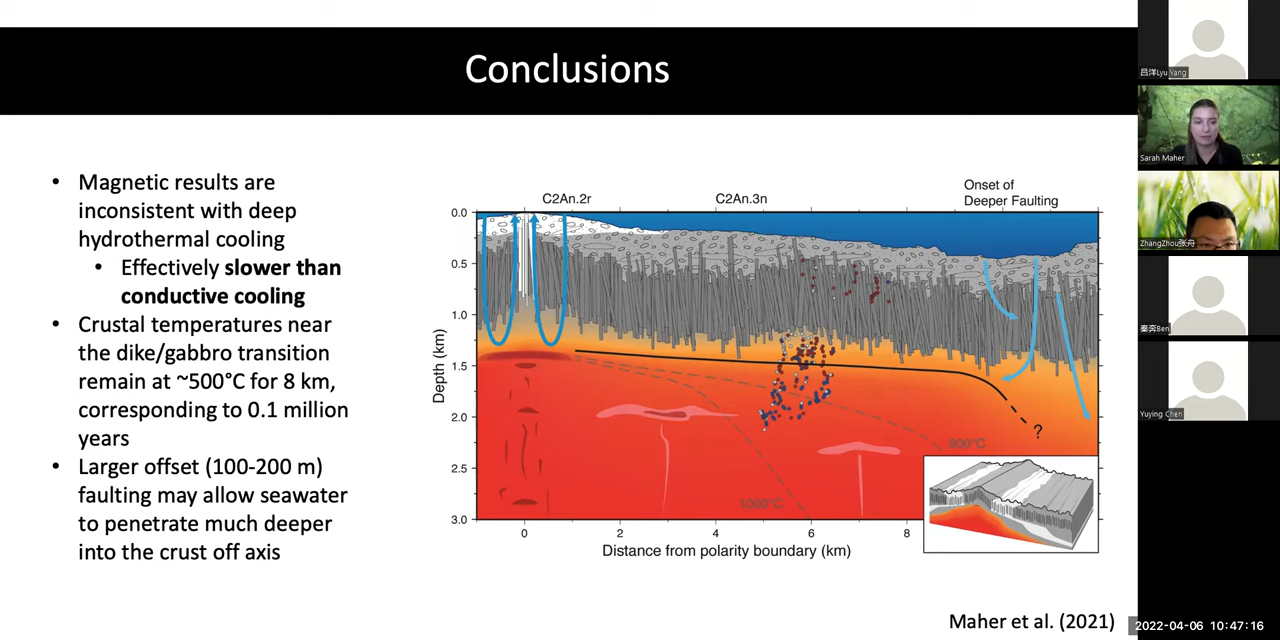 Conclusions
• Magnetic results are
inconsistent with deep
hydrothermal cooling
• Effectively slower than
conductive cooling
• Crustal temperatures near
the dike/gabbro transition
remain at ~500°C for 8 km,
corresponding to 0.1 million
years
• Larger offset (100-200 m)
faulting may allow seawater
to penetrate much deeper
into the crust off axis
C2An.2r
C2An.3n
Onset of
Deeper Faulting
Depth (km)
0.0
0.5
1.0
1.5
2.0
2.5
3.0
?
900°C
1000°C
0
2
4
6
8
Distance from polarity boundary (km)
Maher et al. (2021)
吕洋Lyu Yang
Sarah Maher
ZhangZhou张舟
秦奔Ben
Yuying Chen
2022-04-06 10:47:16